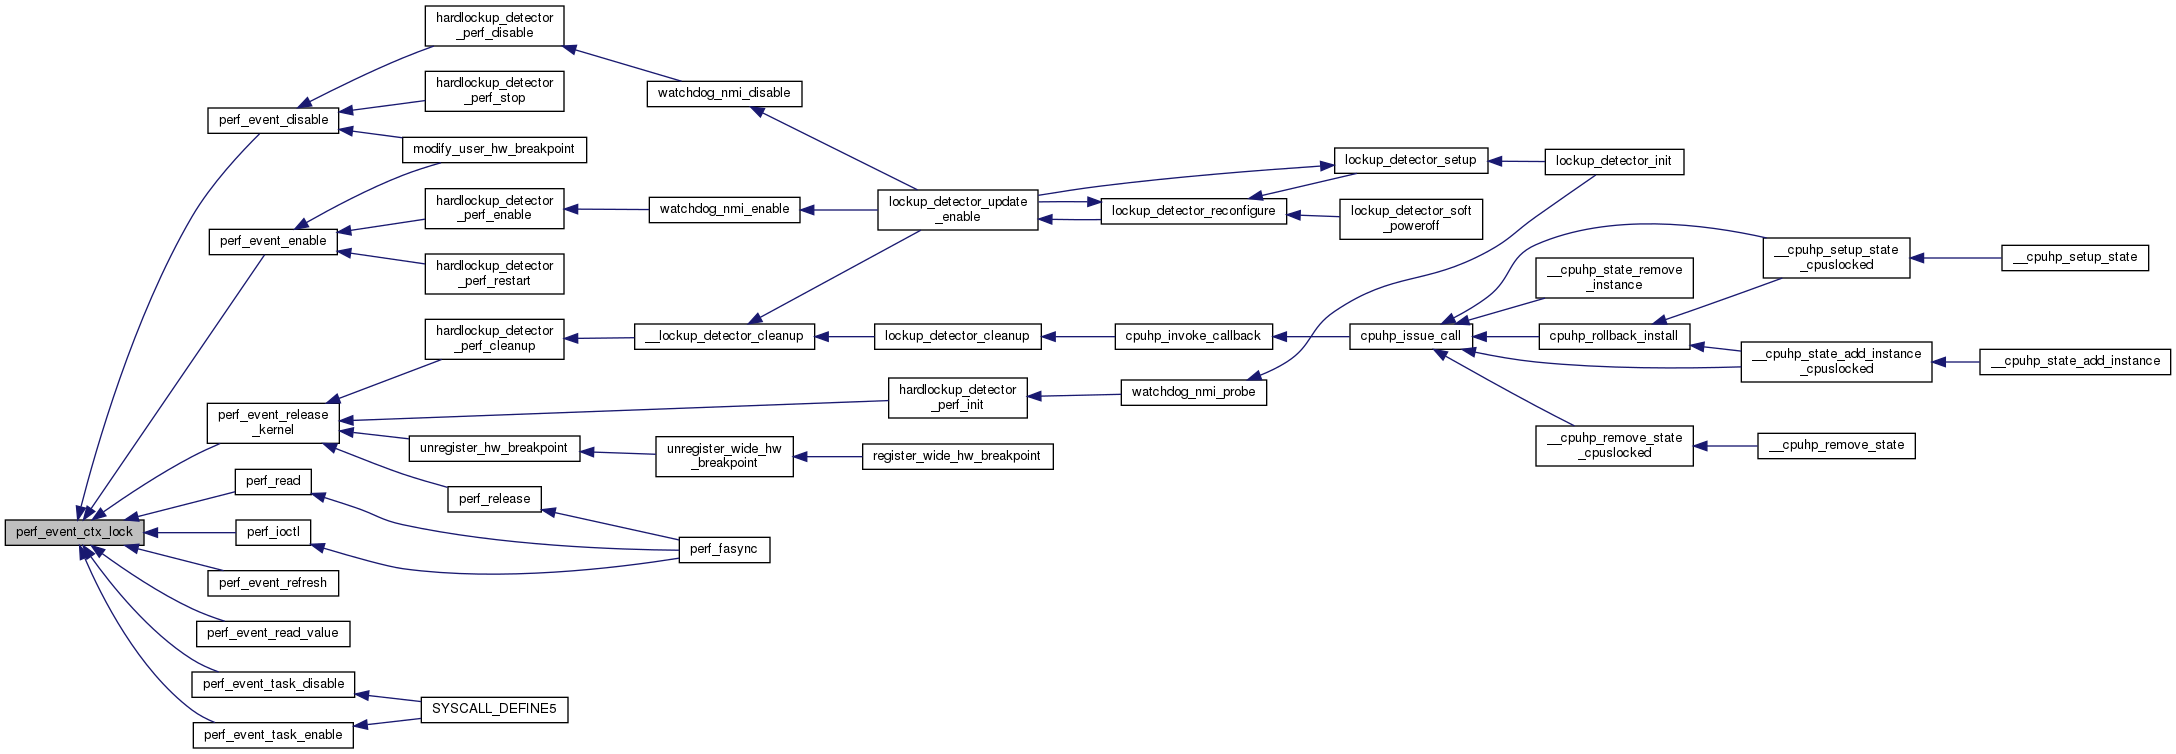 hardlockup_detector
_perf_disable
hardlockup_detector
_perf_stop
watchdog_nmi_disable
perf_event_disable
modify_user_hw_breakpoint
lockup_detector_setup
lockup_detector_init
hardlockup_detector
_perf_enable
watchdog_nmi_enable
lockup_detector_update
_enable
lockup_detector_reconfigure
lockup_detector_soft
_poweroff
perf_event_enable
hardlockup_detector
_perf_restart
__cpuhp_setup_state
_cpuslocked
__cpuhp_setup_state
__cpuhp_state_remove
_instance
hardlockup_detector
_perf_cleanup
__lockup_detector_cleanup
lockup_detector_cleanup
cpuhp_invoke_callback
cpuhp_issue_call
cpuhp_rollback_install
__cpuhp_state_add_instance
_cpuslocked
__cpuhp_state_add_instance
hardlockup_detector
_perf_init
watchdog_nmi_probe
perf_event_release
_kernel
unregister_hw_breakpoint
unregister_wide_hw
_breakpoint
register_wide_hw_breakpoint
__cpuhp_remove_state
_cpuslocked
__cpuhp_remove_state
perf_read
perf_release
perf_event_ctx_lock
perf_ioctl
perf_fasync
perf_event_refresh
perf_event_read_value
perf_event_task_disable
SYSCALL_DEFINE5
perf_event_task_enable